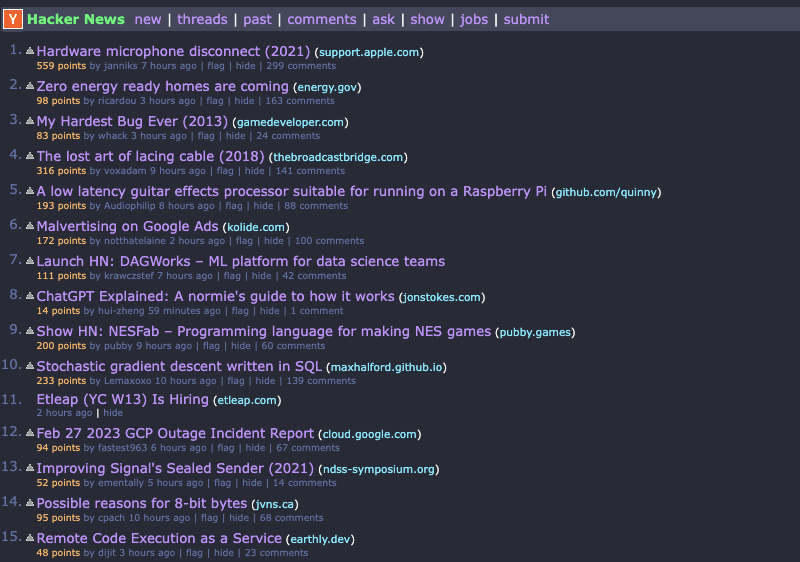 Y Hacker News new | threads | past | comments | ask | show | jobs | submit
1. Hardware microphone disconnect (2021) (support.apple.com)
559 points by janniks 7 hours ago | flag | hide | 299 comments
2. Zero energy ready homes are coming (energy.gov)
98 points by ricardou 3 hours ago | flag | hide | 163 comments
3. My Hardest Bug Ever (2013) (gamedeveloper.com)
83 points by whack 3 hours ago | flag | hide | 24 comments
4. The lost art of lacing cable (2018) (thebroadcastbridge.com)
316 points by voxadam 9 hours ago | flag | hide | 141 comments
5. A low latency guitar effects processor suitable for running on a Raspberry Pi (github.com/quinny)
193 points by Audiophilip 8 hours ago | flag | hide | 88 comments
6. Malvertising on Google Ads (kolide.com)
172 points by notthatelaine 2 hours ago | flag | hide | 100 comments
7. Launch HN: DAGWorks – ML platform for data science teams
111 points by krawczstef 7 hours ago | flag | hide | 42 comments
8. ChatGPT Explained: A normie's guide to how it works (jonstokes.com)
14 points by hui-zheng 59 minutes ago | flag | hide | 1 comment
9. Show HN: NESFab – Programming language for making NES games (pubby.games)
200 points by pubby 9 hours ago | flag | hide | 60 comments
10. Stochastic gradient descent written in SQL (maxhalford.github.io)
233 points by Lemaxoxo 10 hours ago | flag | hide | 139 comments
11. Etleap (YC W13) Is Hiring (etleap.com)
2 hours ago | hide
12. Feb 27 2023 GCP Outage Incident Report (cloud.google.com)
94 points by fastest963 6 hours ago | flag | hide | 67 comments
13. Improving Signal's Sealed Sender (2021) (ndss-symposium.org)
52 points by ementally 5 hours ago | flag | hide | 14 comments
14. Possible reasons for 8-bit bytes (jvns.ca)
95 points by cpach 10 hours ago | flag | hide | 68 comments
15. Remote Code Execution as a Service (earthly.dev)
48 points by dijit 3 hours ago | flag | hide | 23 comments